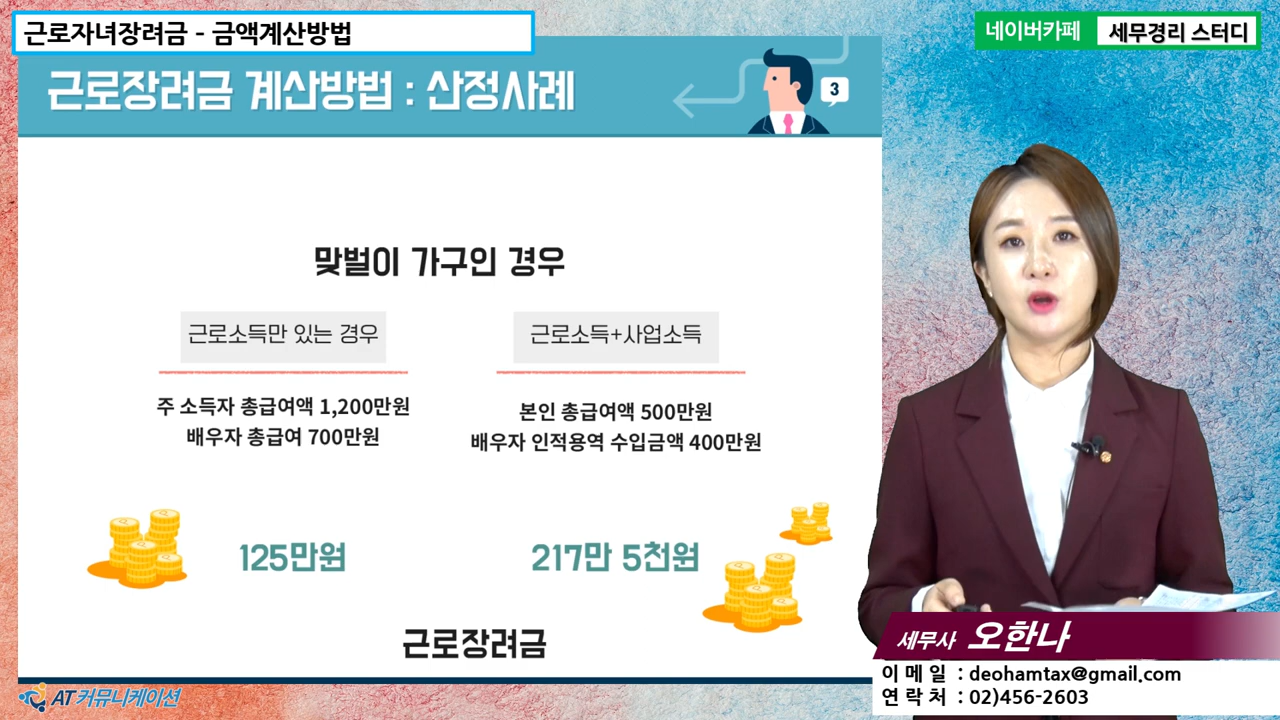 근로자녀장려금 - 금액계산방법
네이버카페 세무경리 스터디
근로장려금 계산방법 : 산정사례
3
맞벌이 가구인 경우
근로소득만 있는 경우
주 소득자 총급여액 1,200만원
배우자 총급여 700만원
125만원
근로소득+사업소득
본인 총급여액 500만원
배우자 인적용역 수입금액 400만원
217만 5천원
근로장려금
세무사 오한나
이 메 일 : deohamtax@gmail.com
연 락 처 : 02)456-2603
AT커뮤니케이션